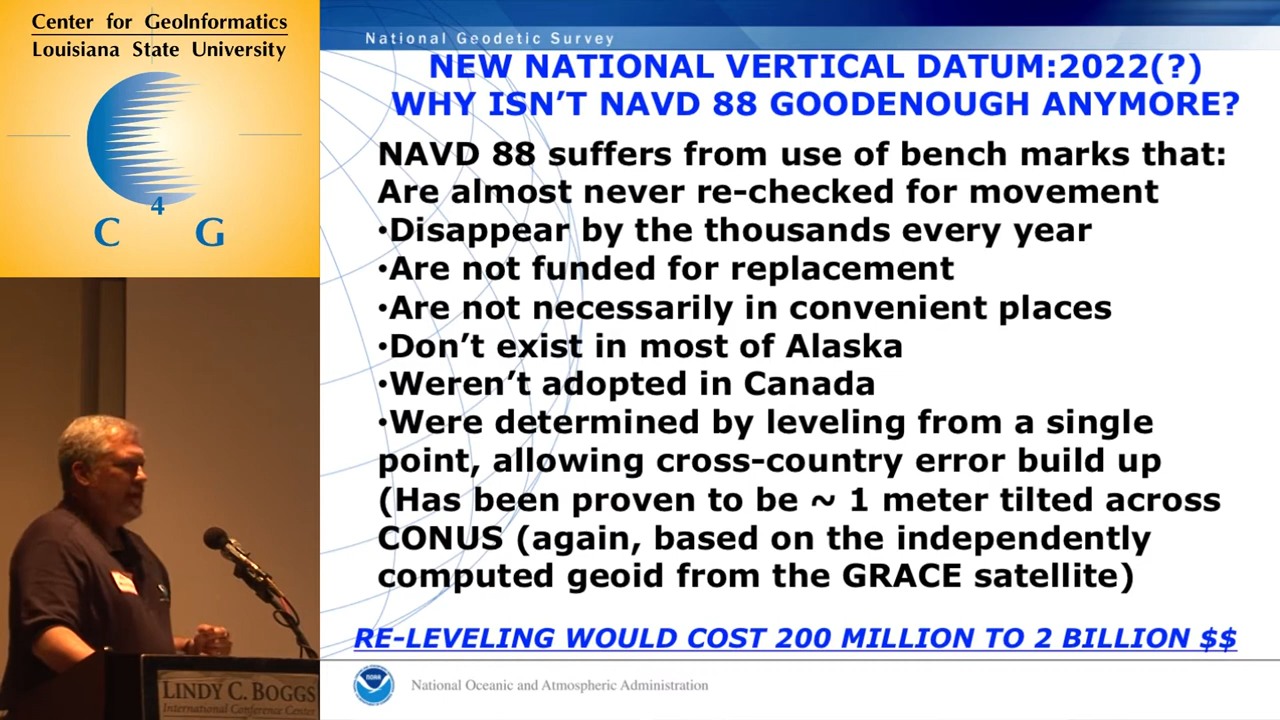 Center for GeoInformatics
Louisiana State University
C 4 G
National Geodetic Survey
NEW NATIONAL VERTICAL DATUM:2022(?)
WHY ISN'T NAVD 88 GOODENOUGH ANYMORE?
NAVD 88 suffers from use of bench marks that:
Are almost never re-checked for movement
•Disappear by the thousands every year
•Are not funded for replacement
•Are not necessarily in convenient places
•Don't exist in most of Alaska
•Weren't adopted in Canada
•Were determined by leveling from a single
point, allowing cross-country error build up
(Has been proven to be ~ 1 meter tilted across
CONUS (again, based on the independently
computed geoid from the GRACE satellite)
RE-LEVELING WOULD COST 200 MILLION TO 2 BILLION $$
NOAA
National Oceanic and Atmospheric Administration
LINDY C. BOGGS
International Conference Center